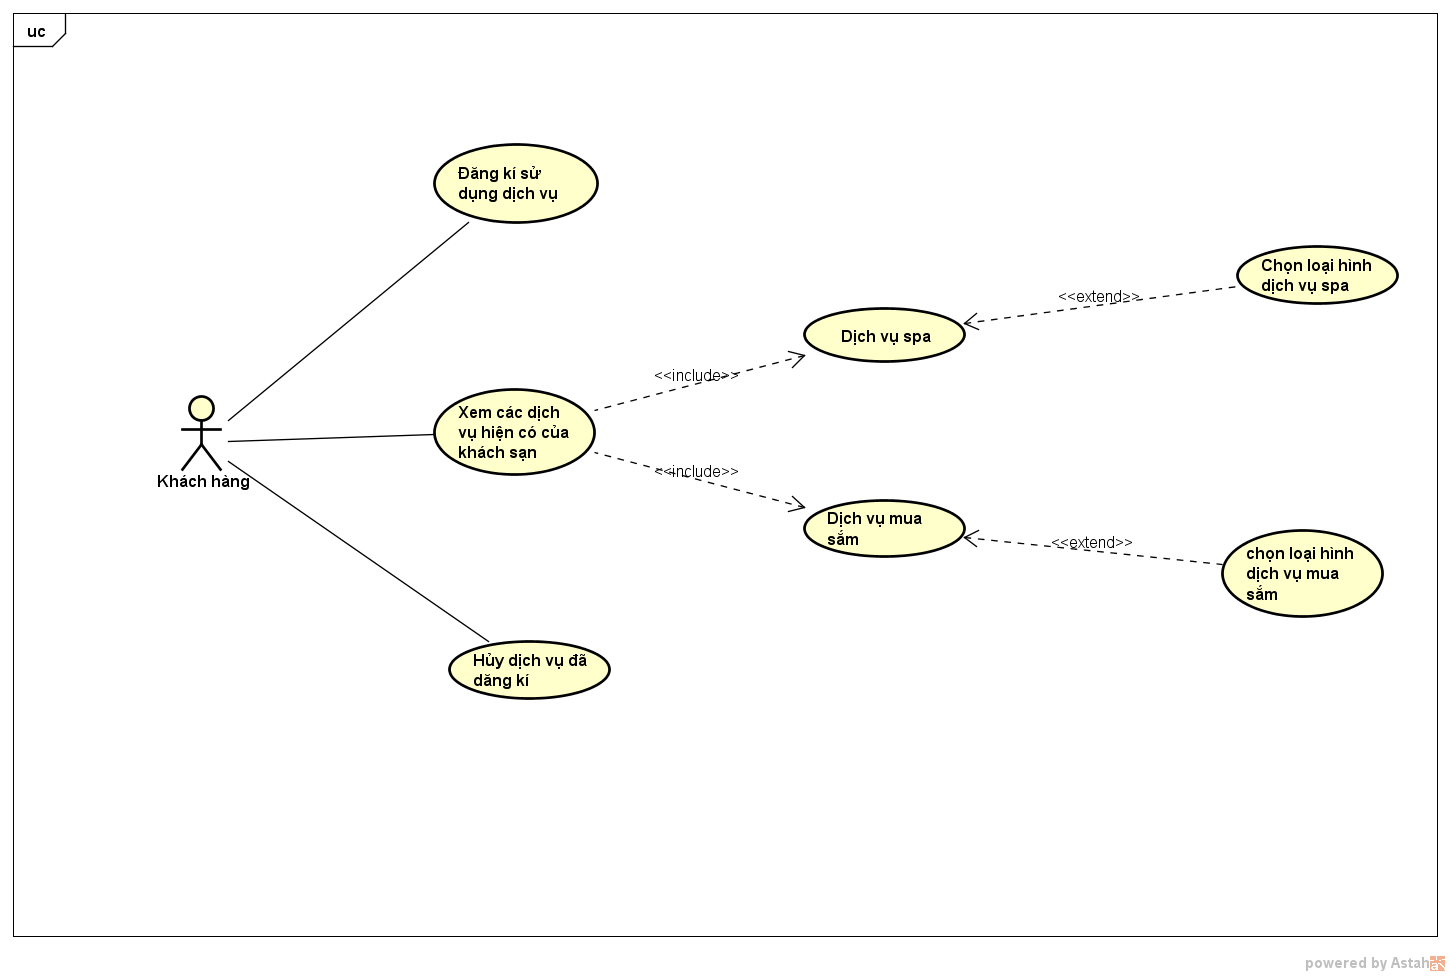 uc
Đăng kí sử
dụng dịch vụ
Chọn loại hình
dịch vụ spa
<<extend>>
Dịch vụ spa
<<include>>
Xem các dịch
vụ hiện có của
khách sạn
Khách hàng
<<include>>
Dịch vụ mua
sắm
<<extend>>
chọn loại hình
dịch vụ mua
sắm
Hủy dịch vụ đã
dăng kí
powered by Astah